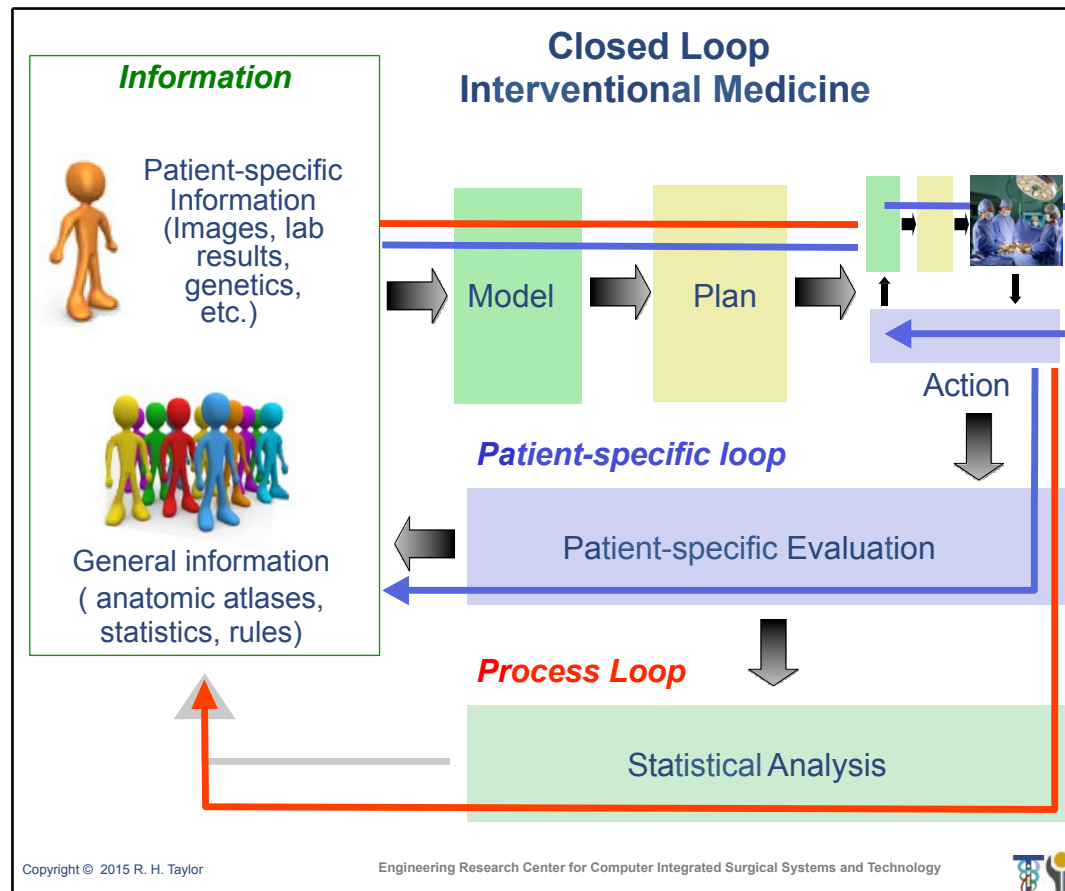 Closed Loop
Interventional Medicine
Information
Patient-specific
Information
(Images, lab
results,
genetics,
etc.)
General information
( anatomic atlases,
statistics, rules)
Model
Plan
Action
Patient-specific loop
Patient-specific Evaluation
Process Loop
Statistical Analysis
Copyright © 2015 R. H. Taylor
Engineering Research Center for Computer Integrated Surgical Systems and Technology